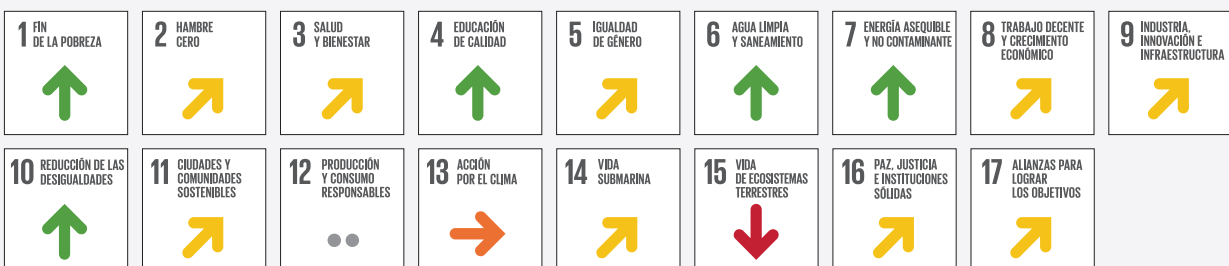 1 FIN
DE LA POBREZA
2 HAMBRE
CERO
3 SALUD
Y BIENESTAR
4 EDUCACIÓN
DE CALIDAD
5 IGUALDAD
DE GÉNERO
6 AGUA LIMPIA
Y SANEAMIENTO
7 ENERGÍA ASEQUIBLE
Y NO CONTAMINANTE
8 TRABAJO DECENTE
Y CRECIMIENTO
ECONÓMICO
9 INDUSTRIA,
INNOVACIÓN E
INFRAESTRUCTURA
10 REDUCCIÓN DE LAS
DESIGUALDADES
11 CIUDADES Y
COMUNIDADES
SOSTENIBLES
12 PRODUCCIÓN
Y CONSUMO
RESPONSABLES
13 ACCIÓN
POR EL CLIMA
14 VIDA
SUBMARINA
15 VIDA
DE ECOSISTEMAS
TERRESTRES
16 PAZ, JUSTICIA
E INSTITUCIONES
SÓLIDAS
17 ALIANZAS PARA
LOGRAR
LOS OBJETIVOS